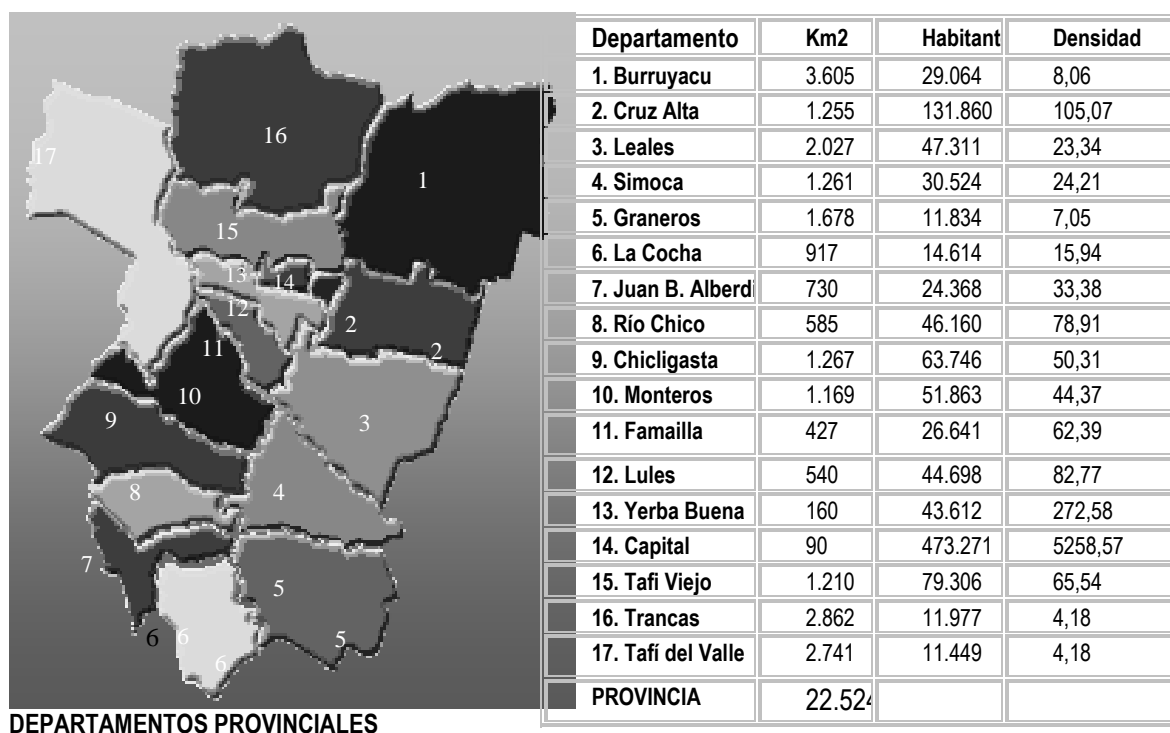 Departamento Km2 Habitant Densidad
1. Burruyacu 3.605 29.064 8,06
2. Cruz Alta 1.255 131.860 105,07
3. Leales 2.027 47.311 23,34
4. Simoca 1.261 30.524 24,21
5. Graneros 1.678 11.834 7,05
6. La Cocha 917 14.614 15,94
7. Juan B. Alberdi 730 24.368 33,38
8. Río Chico 585 46.160 78,91
9. Chicligasta 1.267 63.746 50,31
10. Monteros 1.169 51.863 44,37
11. Famailla 427 26.641 62,39
12. Lules 540 44.698 82,77
13. Yerba Buena 160 43.612 272,58
14. Capital 90 473.271 5258,57
15. Tafi Viejo 1.210 79.306 65,54
16. Trancas 2.862 11.977 4,18
17. Tafí del Valle 2.741 11.449 4,18
PROVINCIA 22.524
16
17
1
15
13
14
12
2
11
2
10
9
3
8
4
7
5
6
6
5
6
DEPARTAMENTOS PROVINCIALES